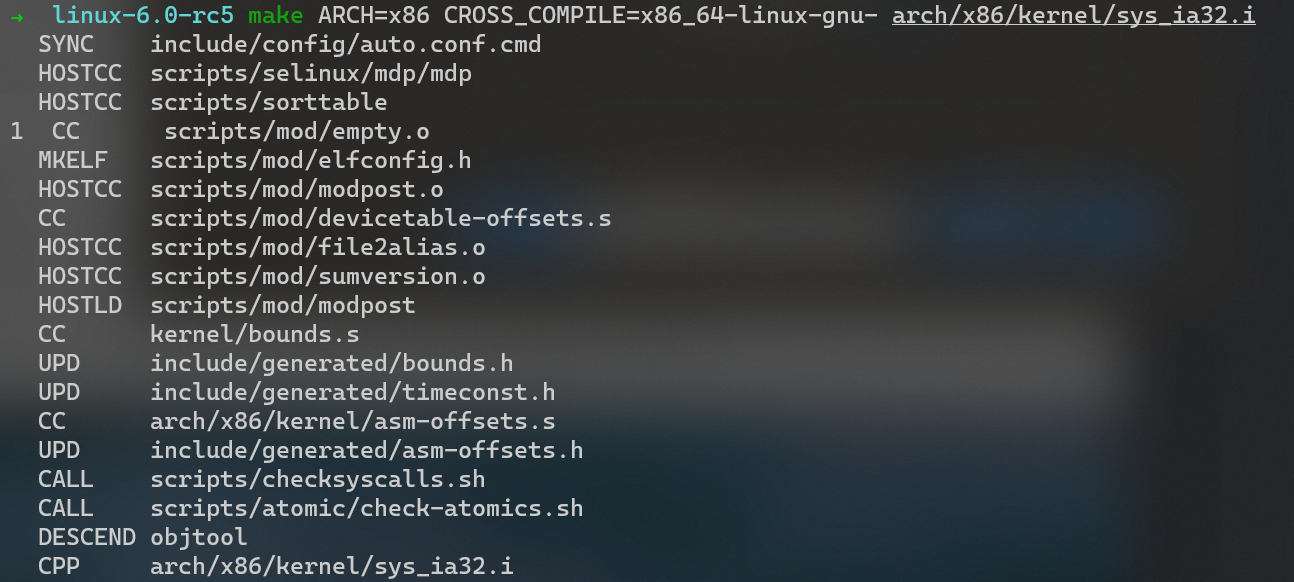 → linux-6.0-rc5 make ARCH=x86 CROSS_COMPILE=x86_64-linux-gnu- arch/x86/kernel/sys_ia32.i
SYNC include/config/auto.conf.cmd
HOSTCC scripts/selinux/mdp/mdp
HOSTCC scripts/sorttable
1 CC scripts/mod/empty.o
MKELF scripts/mod/elfconfig.h
HOSTCC scripts/mod/modpost.o
CC scripts/mod/devicetable-offsets.s
HOSTCC scripts/mod/file2alias.o
HOSTCC scripts/mod/sumversion.o
HOSTLD scripts/mod/modpost
CC kernel/bounds.s
UPD include/generated/bounds.h
UPD include/generated/timeconst.h
CC arch/x86/kernel/asm-offsets.s
UPD include/generated/asm-offsets.h
CALL scripts/checksyscalls.sh
CALL scripts/atomic/check-atomics.sh
DESCEND objtool
CPP arch/x86/kernel/sys_ia32.i